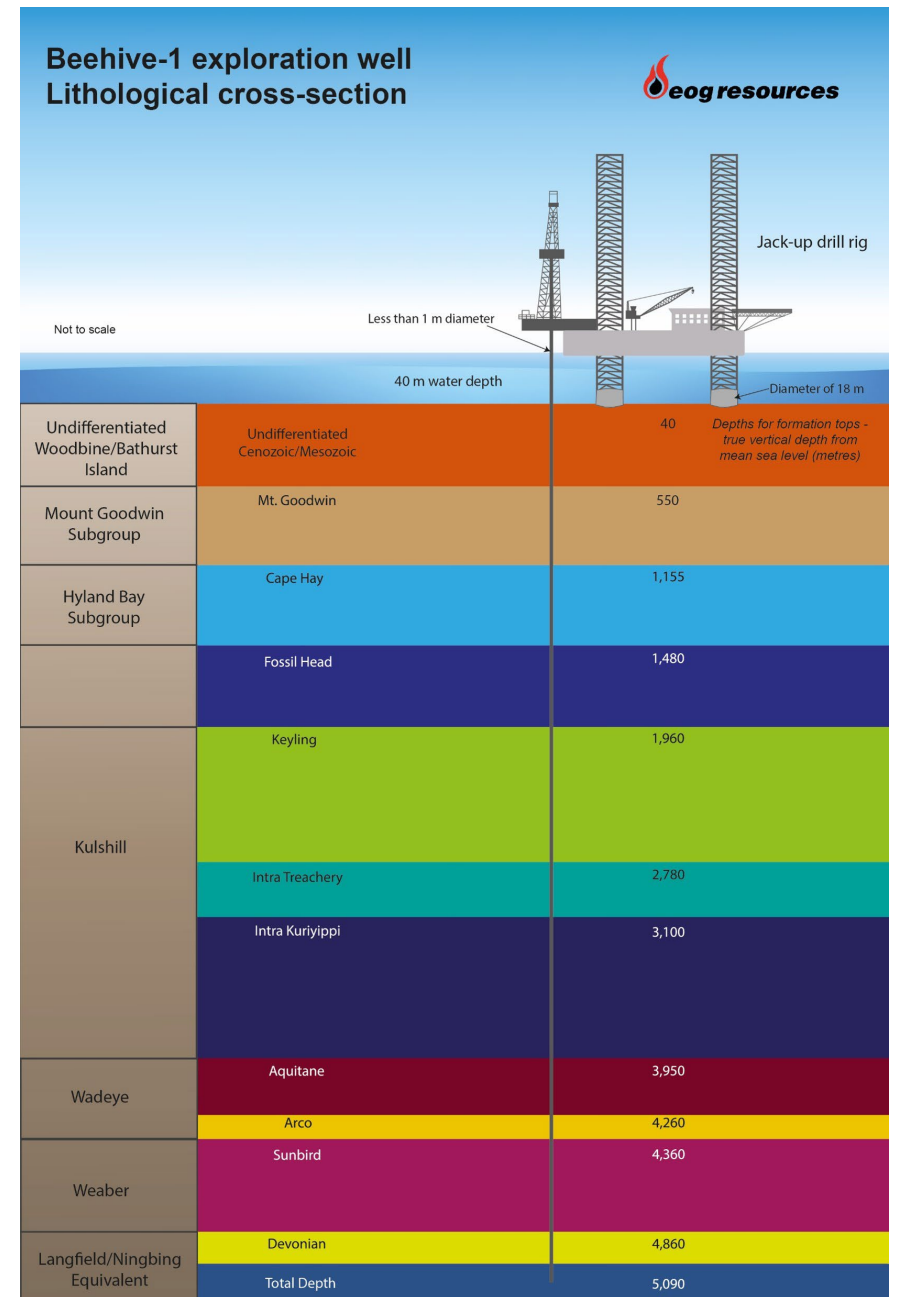 Beehive-1 exploration well
Lithological cross-section
eog resources
Jack-up drill rig
Less than 1 m diameter
Not to scale
40 m water depth
Diameter of 18 m
Undifferentiated
Woodbine/Bathurst
Island
Undifferentiated
Cenozoic/Mesozoic
40
Depths for formation tops -
true vertical depth from
mean sea level (metres)
Mount Goodwin
Subgroup
Mt. Goodwin
550
Hyland Bay
Subgroup
Cape Hay
1,155
Fossil Head
1,480
Kulshill
Keyling
1,960
Intra Treachery
2,780
Intra Kuriyippi
3,100
Wadeye
Aquitane
3,950
Arco
4,260
Weaber
Sunbird
4,360
Langfield/Ningbing
Equivalent
Devonian
4,860
Total Depth
5,090